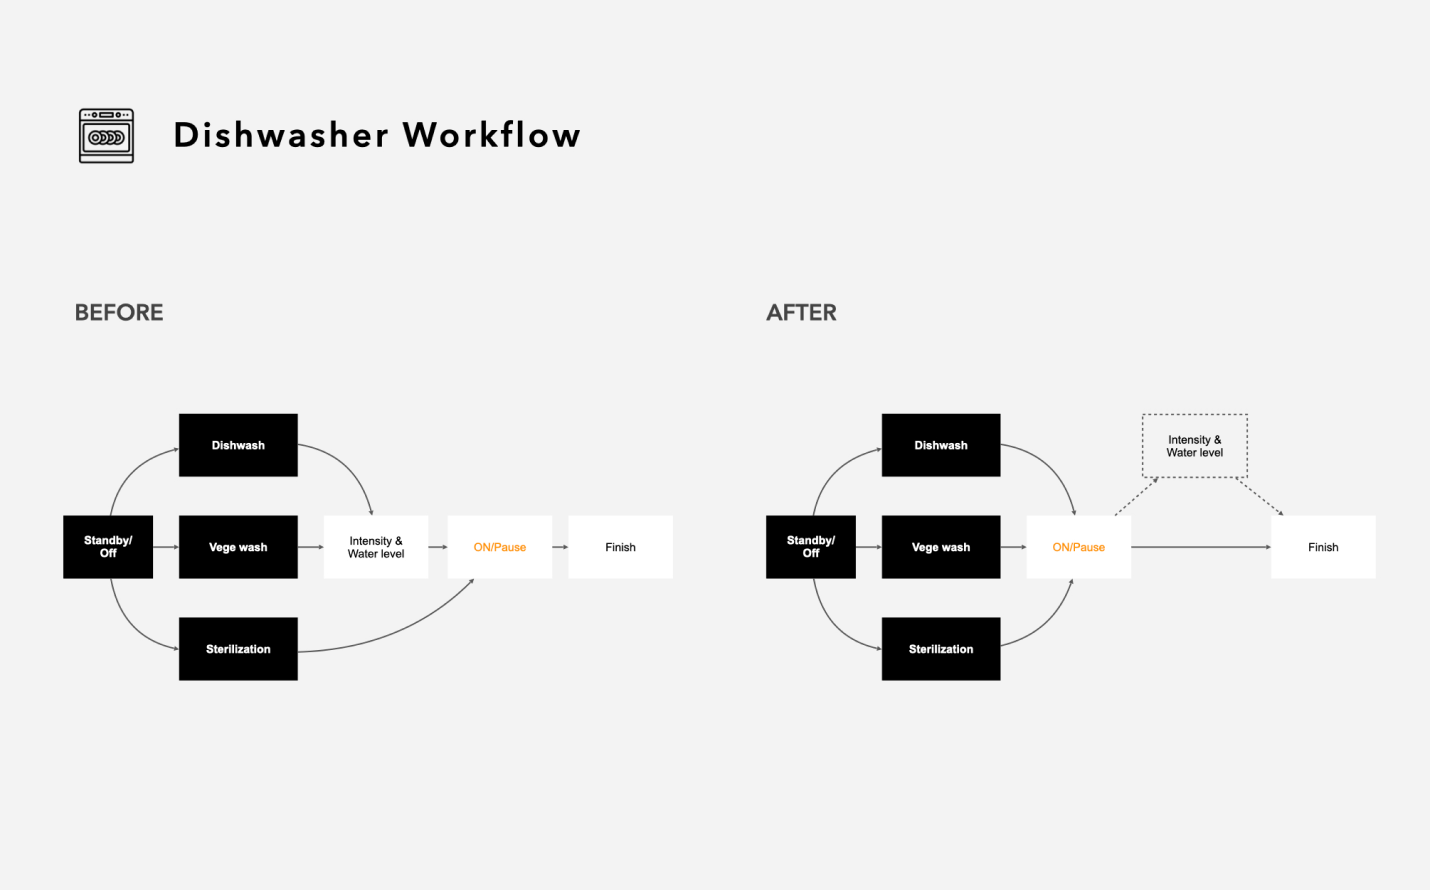 Dishwasher Workflow
BEFORE
Dishwash
Standby/
Off
Vege wash
Intensity &
Water level
ON/Pause
Finish
Sterilization
AFTER
Dishwash
Intensity &
Water level
Standby/
Off
Vege wash
ON/Pause
Finish
Sterilization